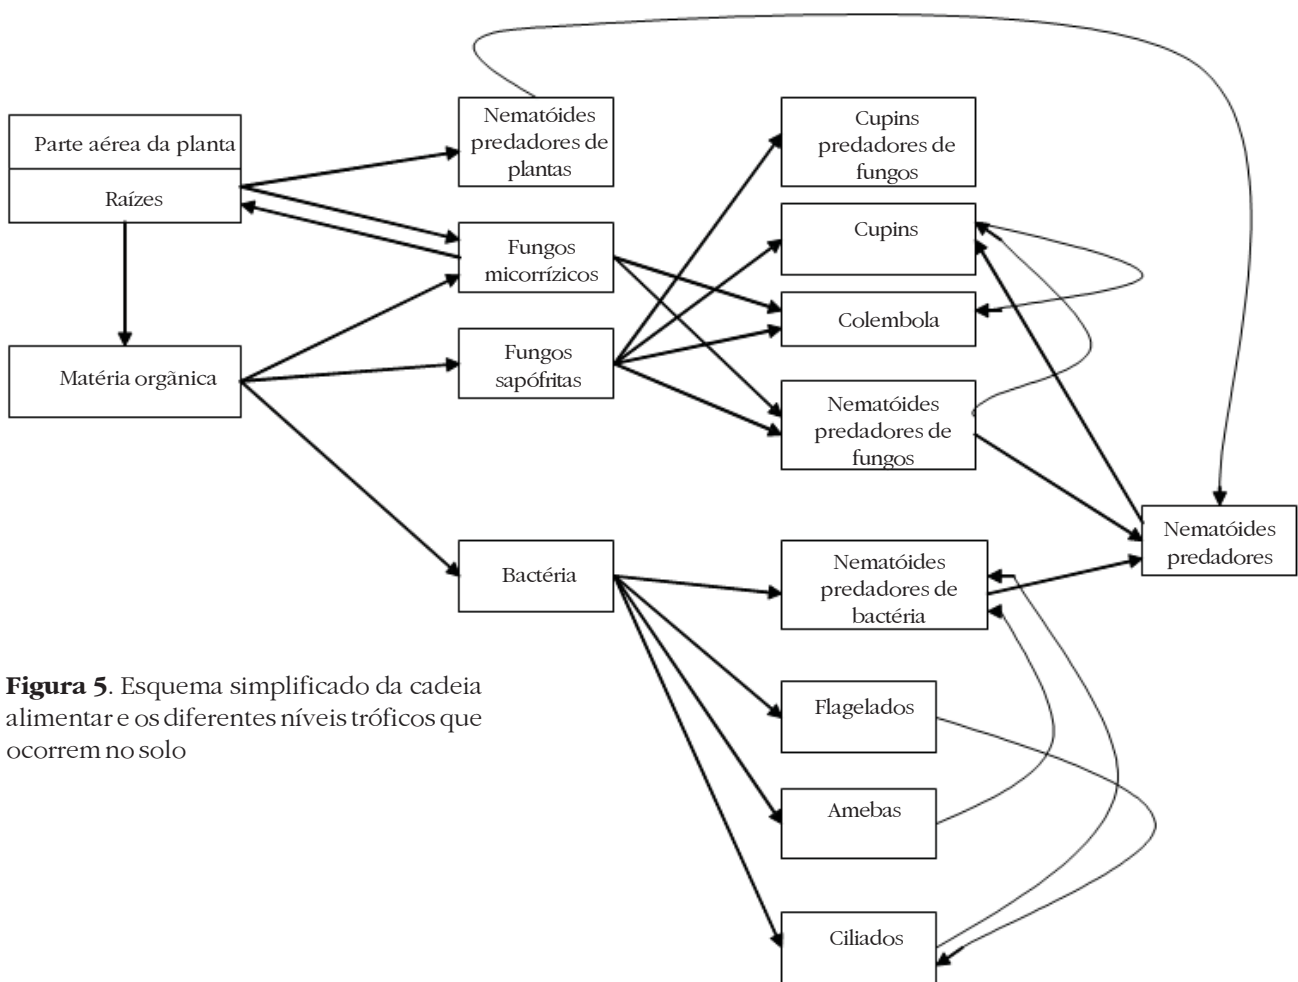 Parte aérea da planta
Raízes
Matéria orgãnica
Nematóides
predadores de
plantas
Fungos
micorrízicos
Fungos
sapófritas
Bactéria
Cupins
predadores de
fungos
Cupins
Colembola
Nematóides
predadores de
fungos
Nematóides
predadores de
bactéria
Flagelados
Amebas
Ciliados
Nematóides
predadores
Figura 5. Esquema simplificado da cadeia
alimentar e os diferentes níveis tróficos que
ocorrem no solo